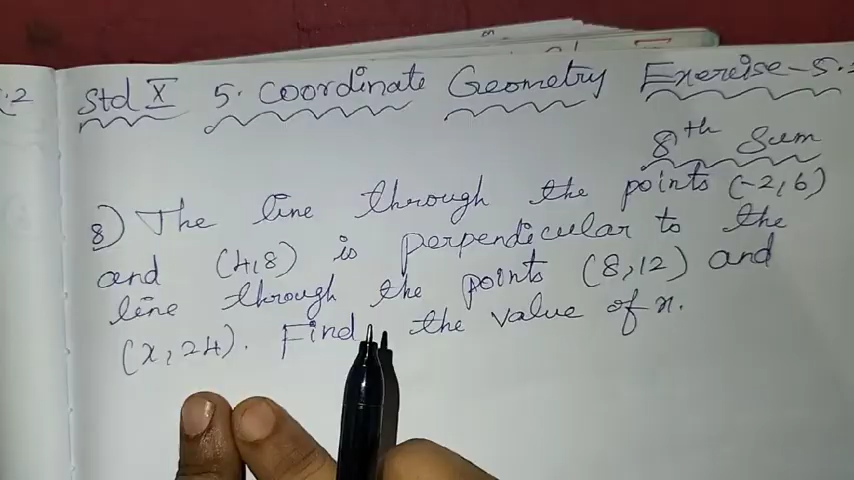 Std X 5. Coordinate Geometry Exercise-5.
8th Sum
8) The line through the points (-2,6)
and (4,8) is perpendicular to the
line through the points (8,12) and
(x,24). Find the value of x.